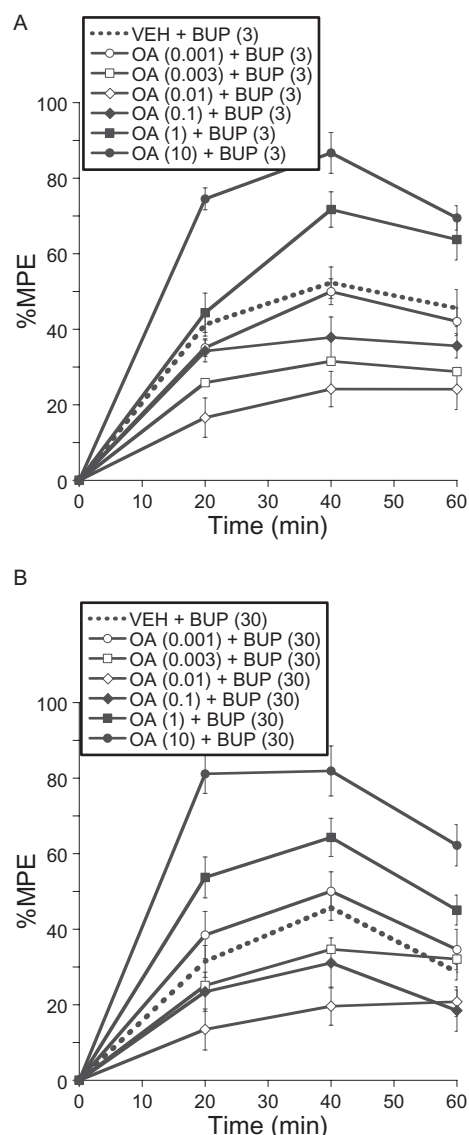 A
VEH + BUP (3)
OA (0.001) + BUP (3)
OA (0.003) + BUP (3)
OA (0.01) + BUP (3)
OA (0.1) + BUP (3)
OA (1) + BUP (3)
OA (10) + BUP (3)
100
80
60
40
20
0
%MPE
0 10 20 30 40 50 60
Time (min)
B
VEH + BUP (30)
OA (0.001) + BUP (30)
OA (0.003) + BUP (30)
OA (0.01) + BUP (30)
OA (0.1) + BUP (30)
OA (1) + BUP (30)
OA (10) + BUP (30)
100
80
60
40
20
0
%MPE
0 10 20 30 40 50 60
Time (min)